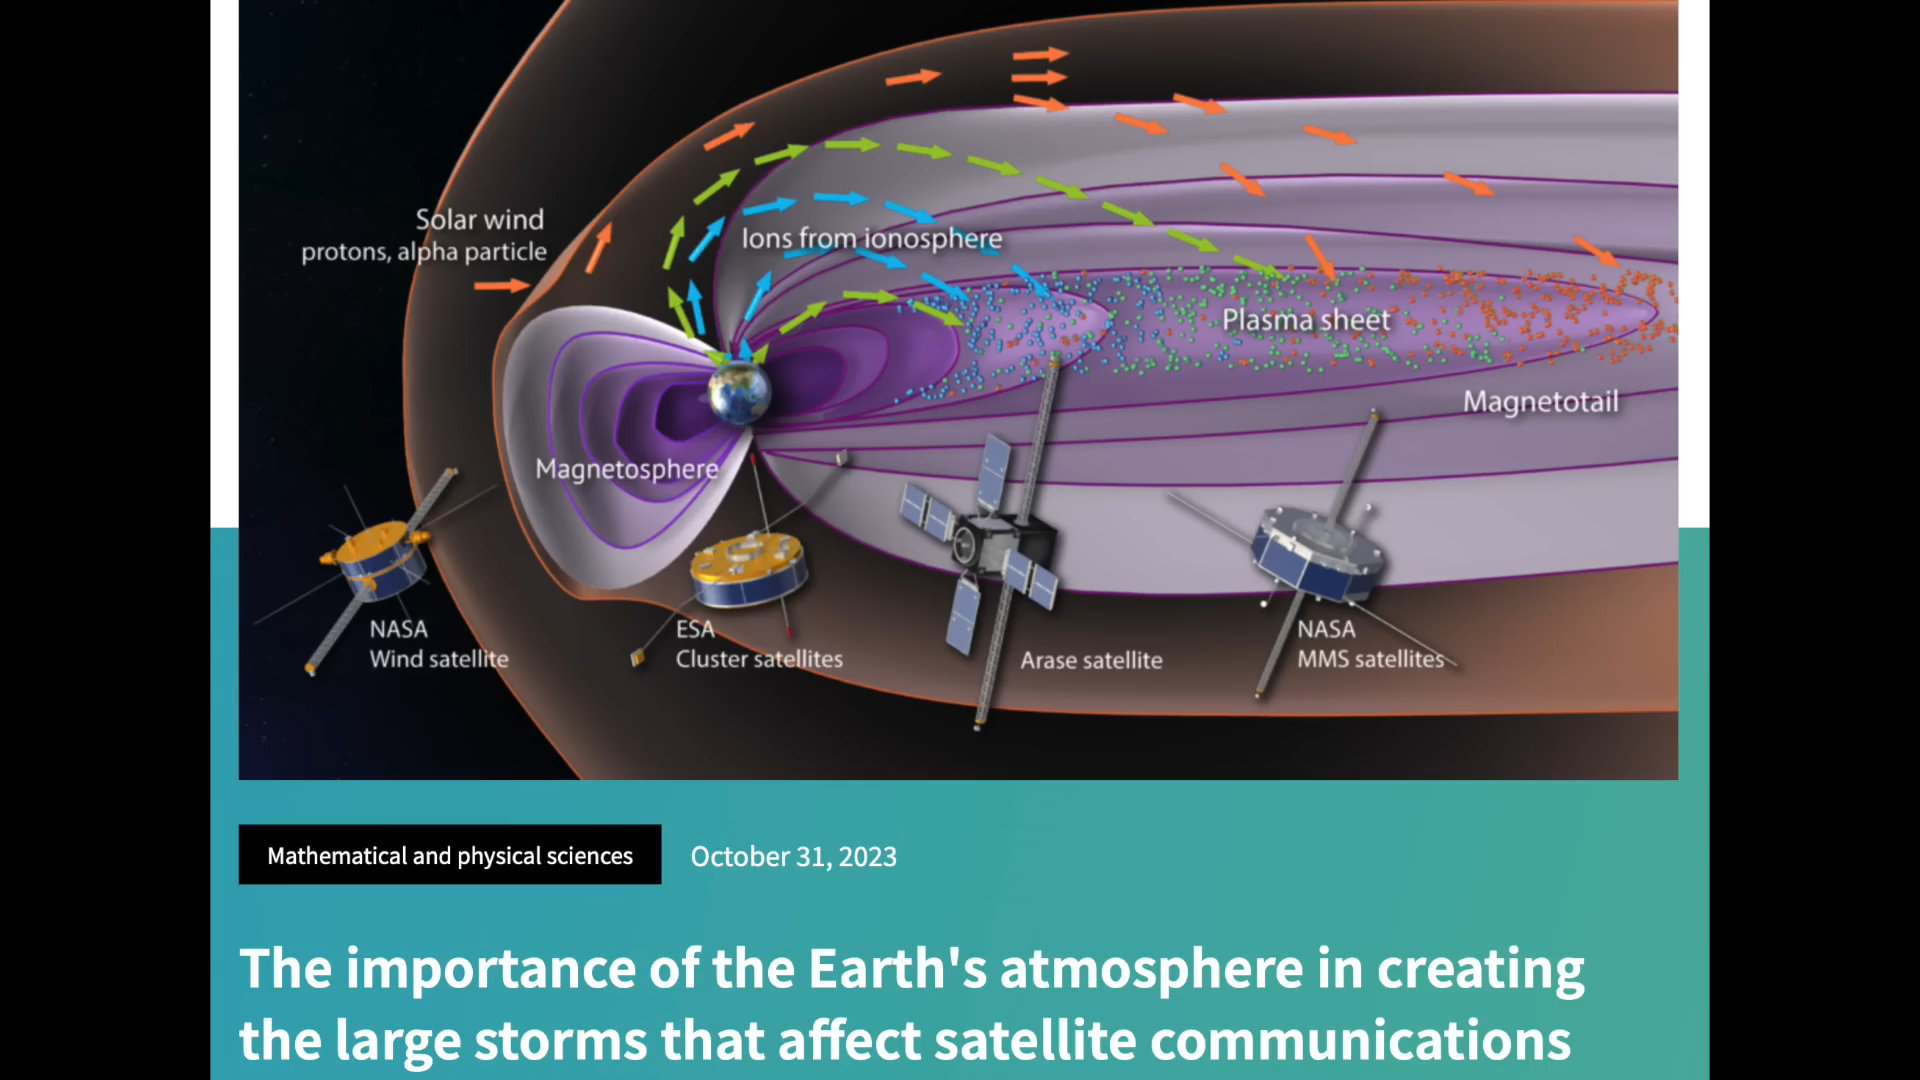 Solar wind
protons, alpha particle
Ions from ionosphere
Plasma sheet
Magnetotail
Magnetosphere
NASA
Wind satellite
ESA
Cluster satellites
Arase satellite
NASA
MMS satellites
Mathematical and physical sciences
October 31, 2023
The importance of the Earth's atmosphere in creating
the large storms that affect satellite communications